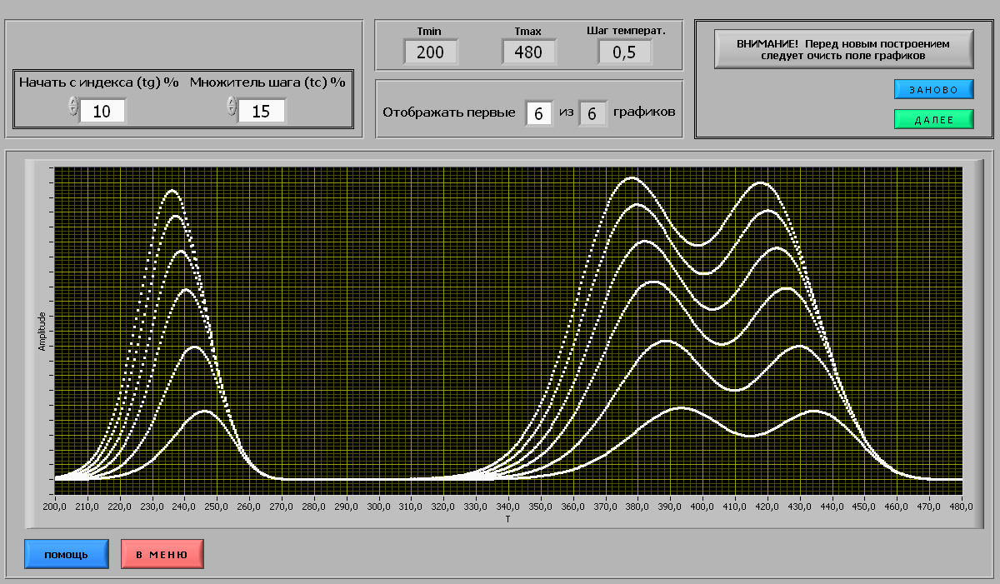 Tmin Tmax Шаг температ.
200 480 0,5
ВНИМАНИЕ! Перед новым построением
следует очисть поле графиков
Начать с индекса (tg) % Множитель шага (tc) %
10 15
Отображать первые 6 из 6 графиков
ЗАНОВО
ДАЛЕЕ
Amplitude
200,0 210,0 220,0 230,0 240,0 250,0 260,0 270,0 280,0 290,0 300,0 310,0 320,0 330,0 340,0 350,0 360,0 370,0 380,0 390,0 400,0 410,0 420,0 430,0 440,0 450,0 460,0 470,0 480,0
T
помощь
В МЕНЮ